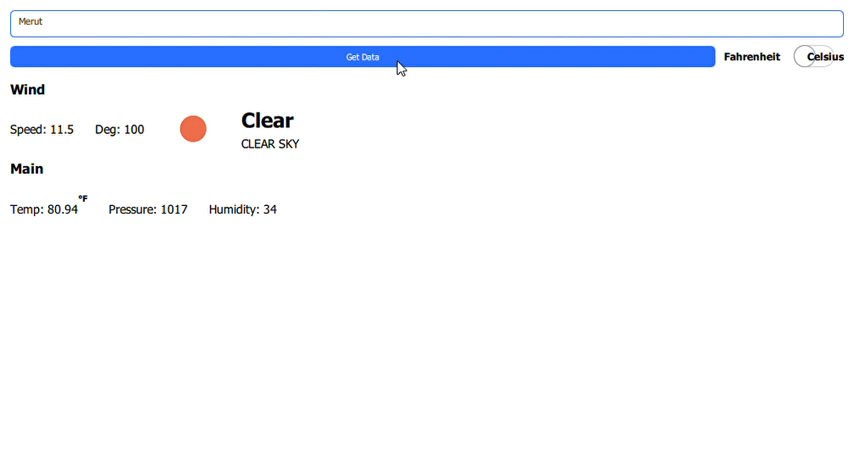 Merut
Get Data Fahrenheit Celsius
Wind
Speed: 11.5 Deg: 100
Clear
CLEAR SKY
Main
Temp: 80.94 °F Pressure: 1017 Humidity: 34